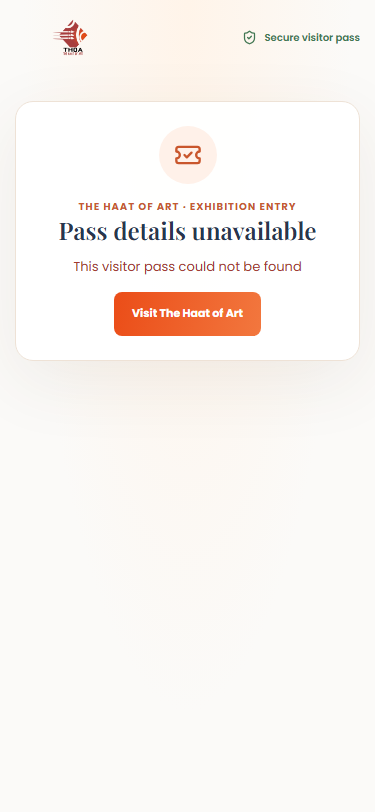 THOA
Secure visitor pass
THE HAAT OF ART · EXHIBITION ENTRY
Pass details unavailable
This visitor pass could not be found
Visit The Haat of Art